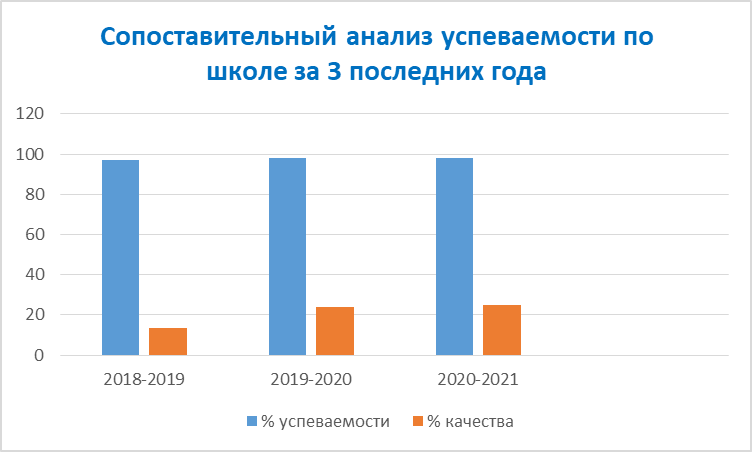 Сопоставительный анализ успеваемости по
школе за 3 последних года
120
100
80
60
40
20
0
2018-2019 2019-2020 2020-2021
% успеваемости % качества